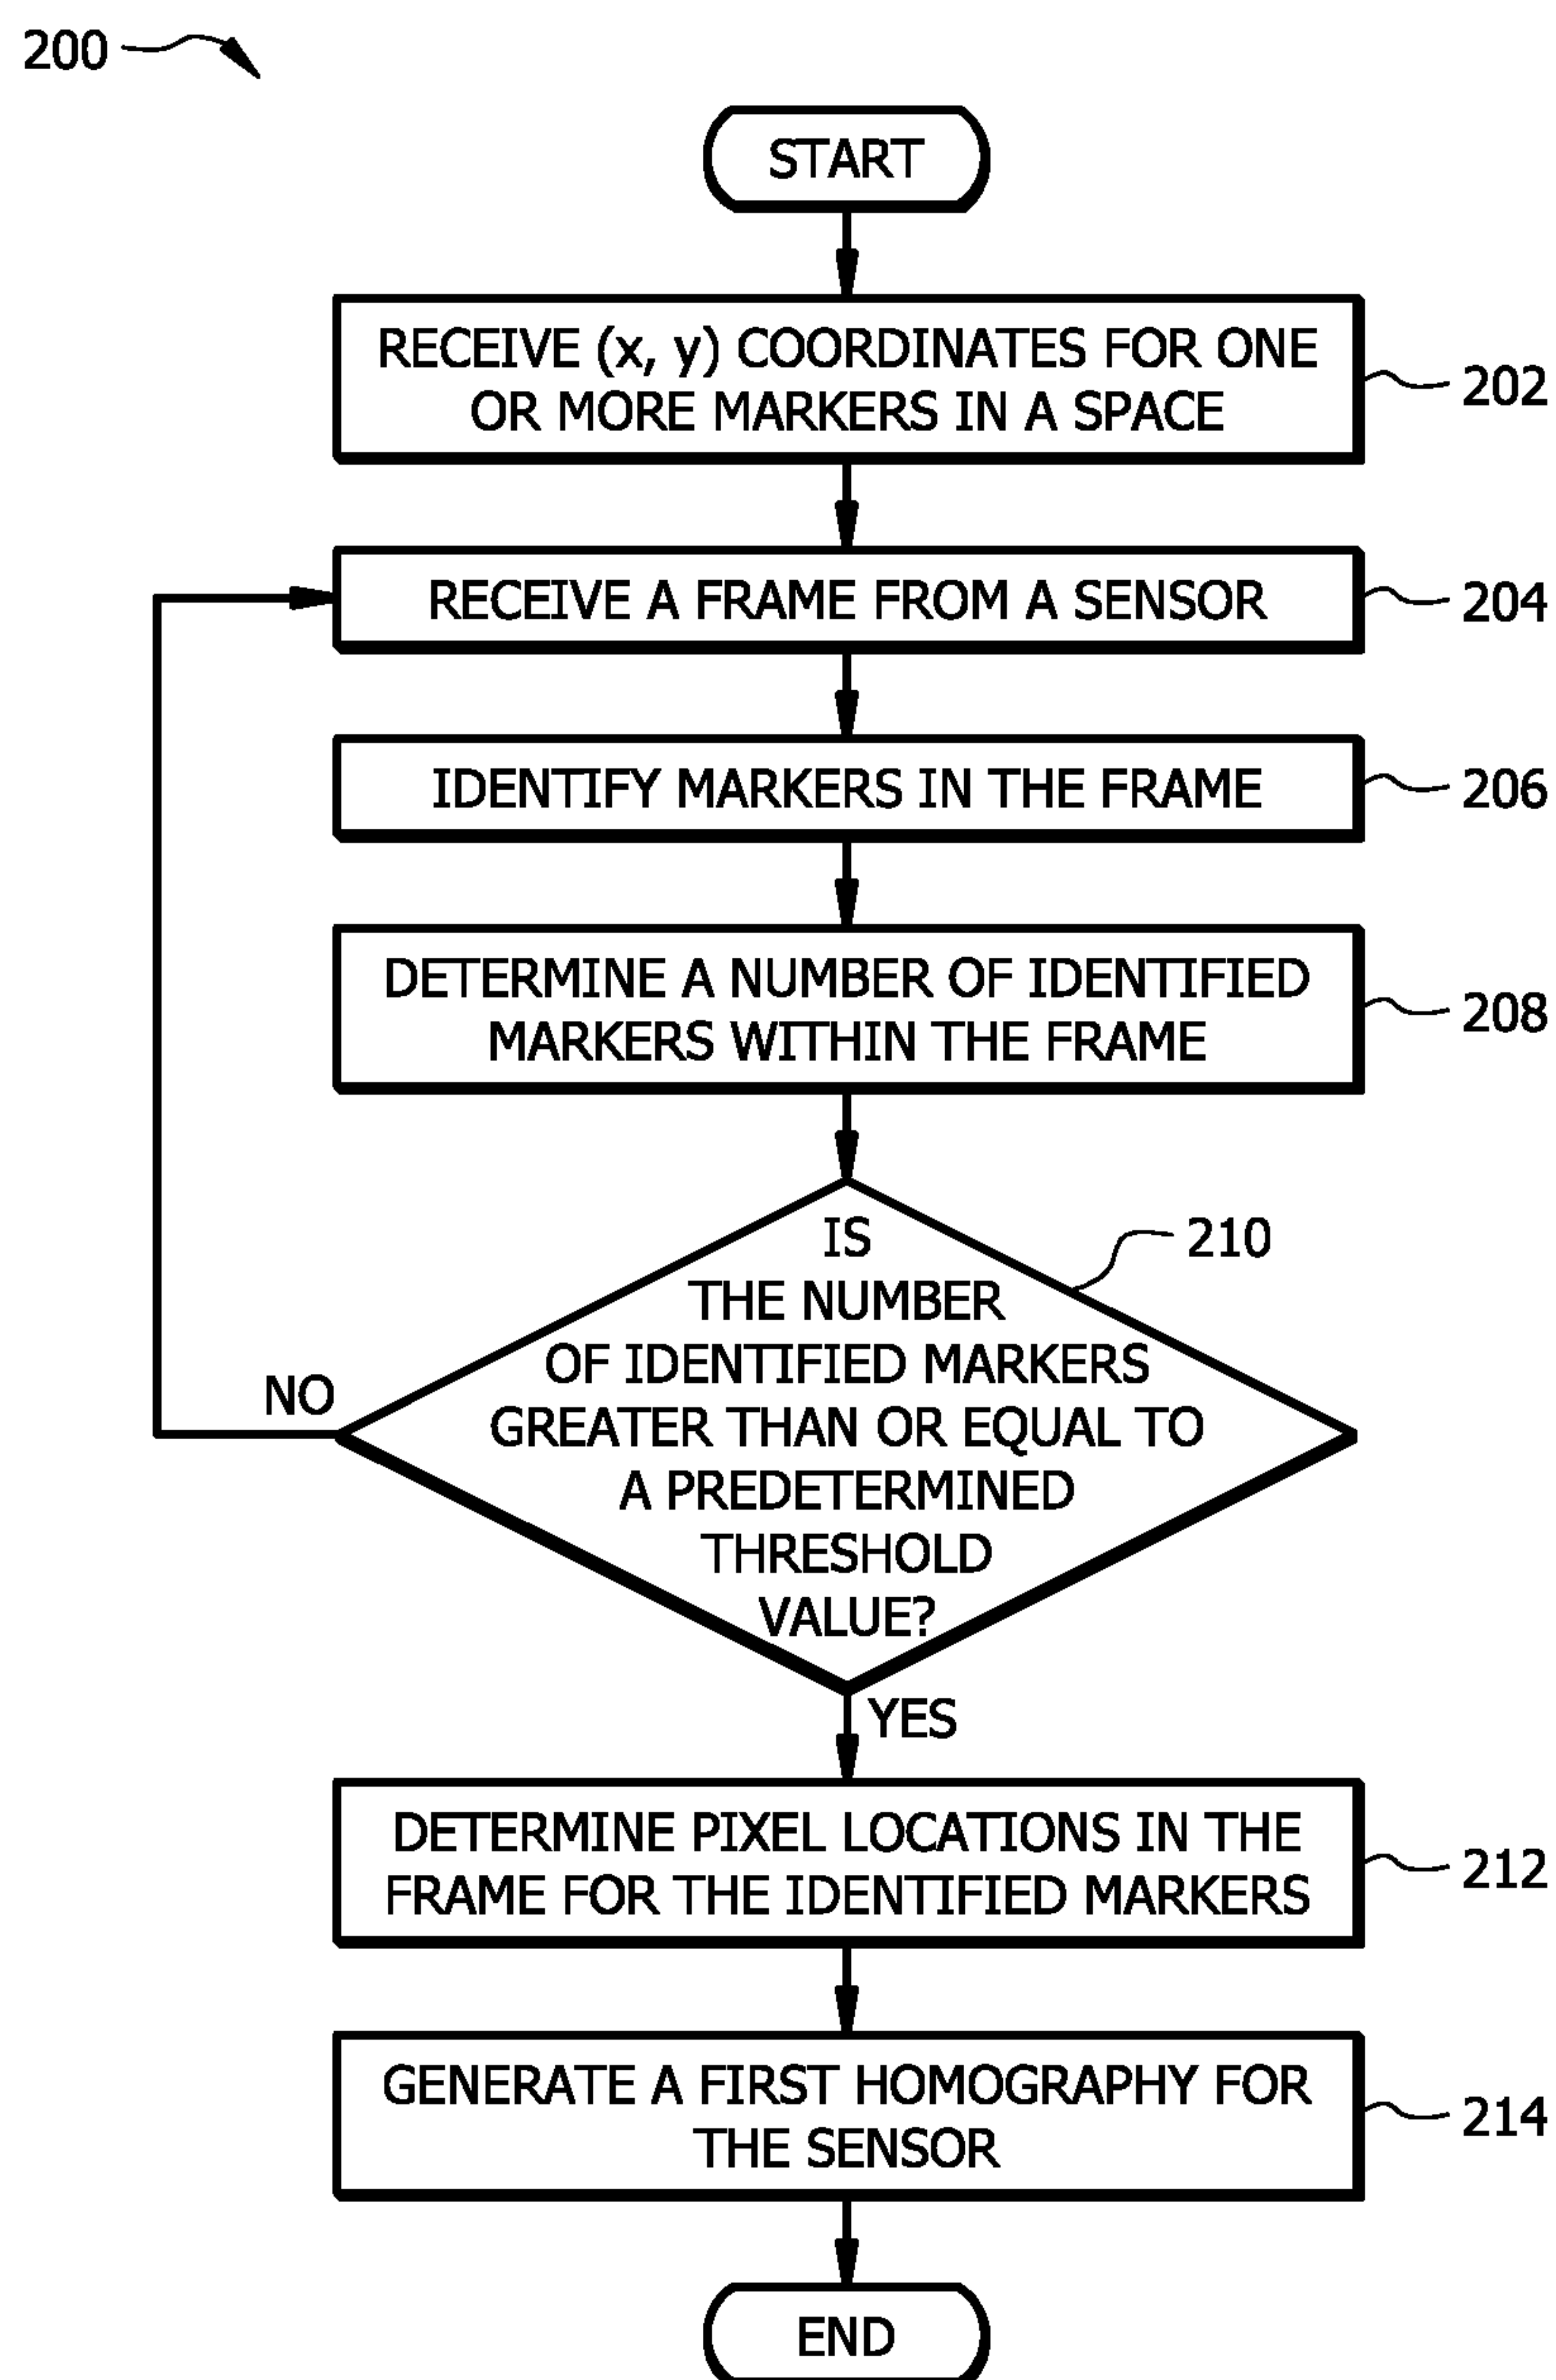 200
START
RECEIVE (x, y) COORDINATES FOR ONE
OR MORE MARKERS IN A SPACE
202
RECEIVE A FRAME FROM A SENSOR
204
IDENTIFY MARKERS IN THE FRAME
206
DETERMINE A NUMBER OF IDENTIFIED
MARKERS WITHIN THE FRAME
208
IS
THE NUMBER
OF IDENTIFIED MARKERS
GREATER THAN OR EQUAL TO
A PREDETERMINED
THRESHOLD
VALUE?
210
NO
YES
DETERMINE PIXEL LOCATIONS IN THE
FRAME FOR THE IDENTIFIED MARKERS
212
GENERATE A FIRST HOMOGRAPHY FOR
THE SENSOR
214
END